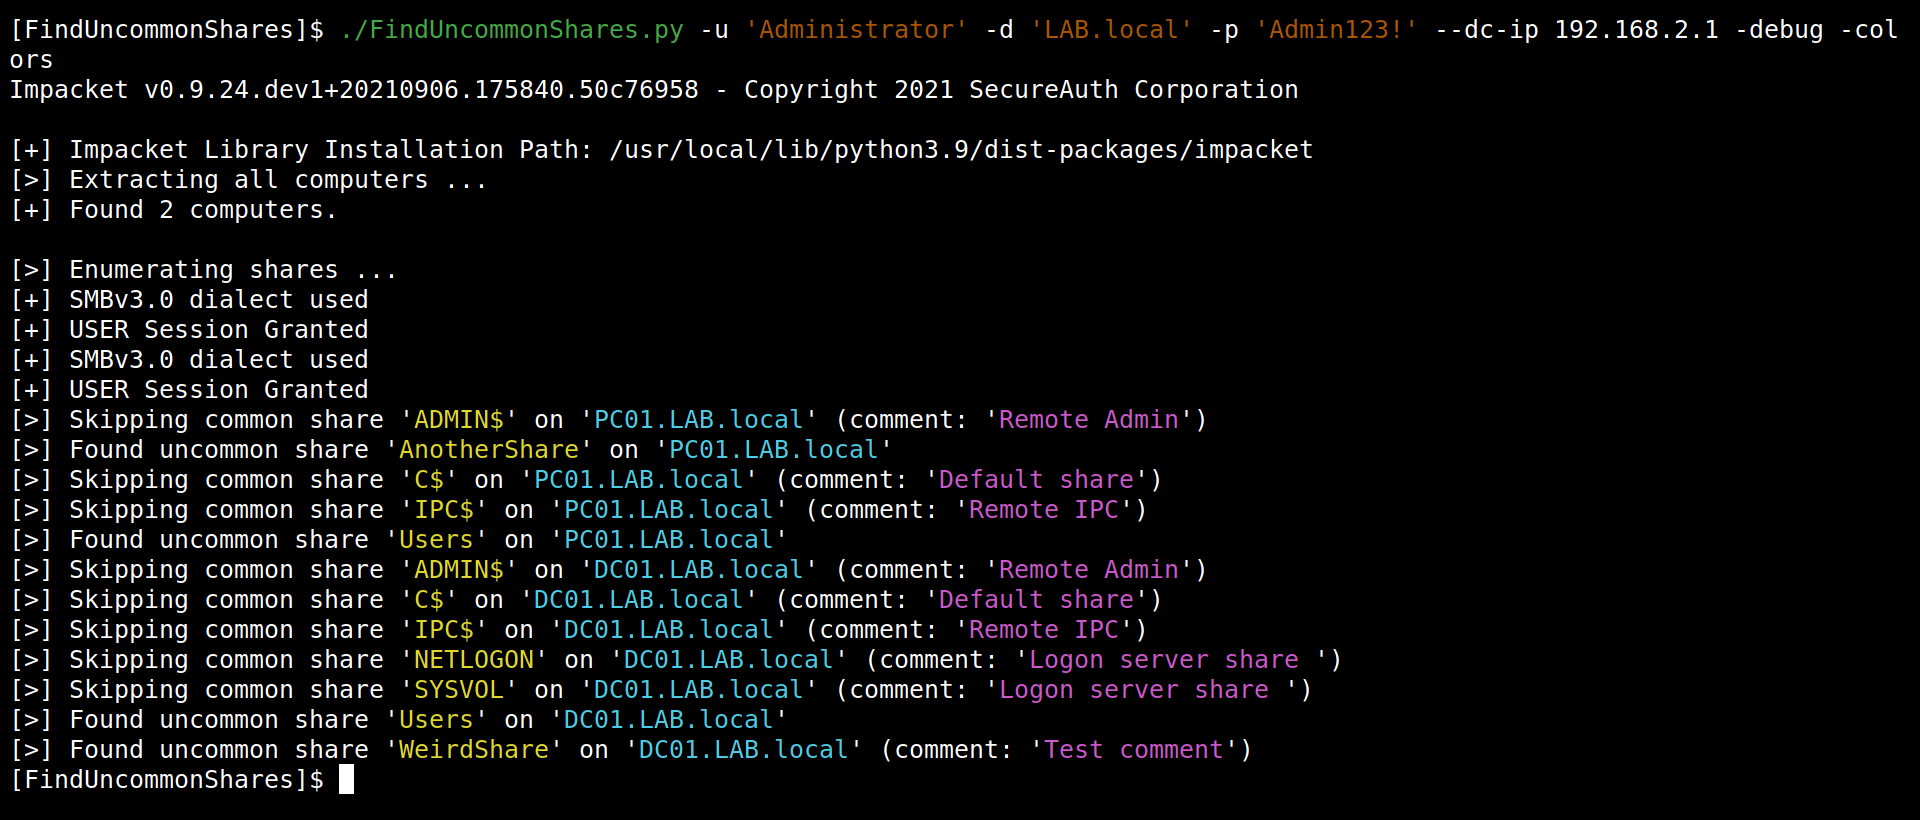 [FindUncommonShares]$ ./FindUncommonShares.py -u 'Administrator' -d 'LAB.local' -p 'Admin123!' --dc-ip 192.168.2.1 -debug -col
ors
Impacket v0.9.24.dev1+20210906.175840.50c76958 - Copyright 2021 SecureAuth Corporation

[+] Impacket Library Installation Path: /usr/local/lib/python3.9/dist-packages/impacket
[>] Extracting all computers ...
[+] Found 2 computers.

[>] Enumerating shares ...
[+] SMBv3.0 dialect used
[+] USER Session Granted
[+] SMBv3.0 dialect used
[+] USER Session Granted
[>] Skipping common share 'ADMIN$' on 'PC01.LAB.local' (comment: 'Remote Admin')
[>] Found uncommon share 'AnotherShare' on 'PC01.LAB.local'
[>] Skipping common share 'C$' on 'PC01.LAB.local' (comment: 'Default share')
[>] Skipping common share 'IPC$' on 'PC01.LAB.local' (comment: 'Remote IPC')
[>] Found uncommon share 'Users' on 'PC01.LAB.local'
[>] Skipping common share 'ADMIN$' on 'DC01.LAB.local' (comment: 'Remote Admin')
[>] Skipping common share 'C$' on 'DC01.LAB.local' (comment: 'Default share')
[>] Skipping common share 'IPC$' on 'DC01.LAB.local' (comment: 'Remote IPC')
[>] Skipping common share 'NETLOGON' on 'DC01.LAB.local' (comment: 'Logon server share ')
[>] Skipping common share 'SYSVOL' on 'DC01.LAB.local' (comment: 'Logon server share ')
[>] Found uncommon share 'Users' on 'DC01.LAB.local'
[>] Found uncommon share 'WeirdShare' on 'DC01.LAB.local' (comment: 'Test comment')
[FindUncommonShares]$